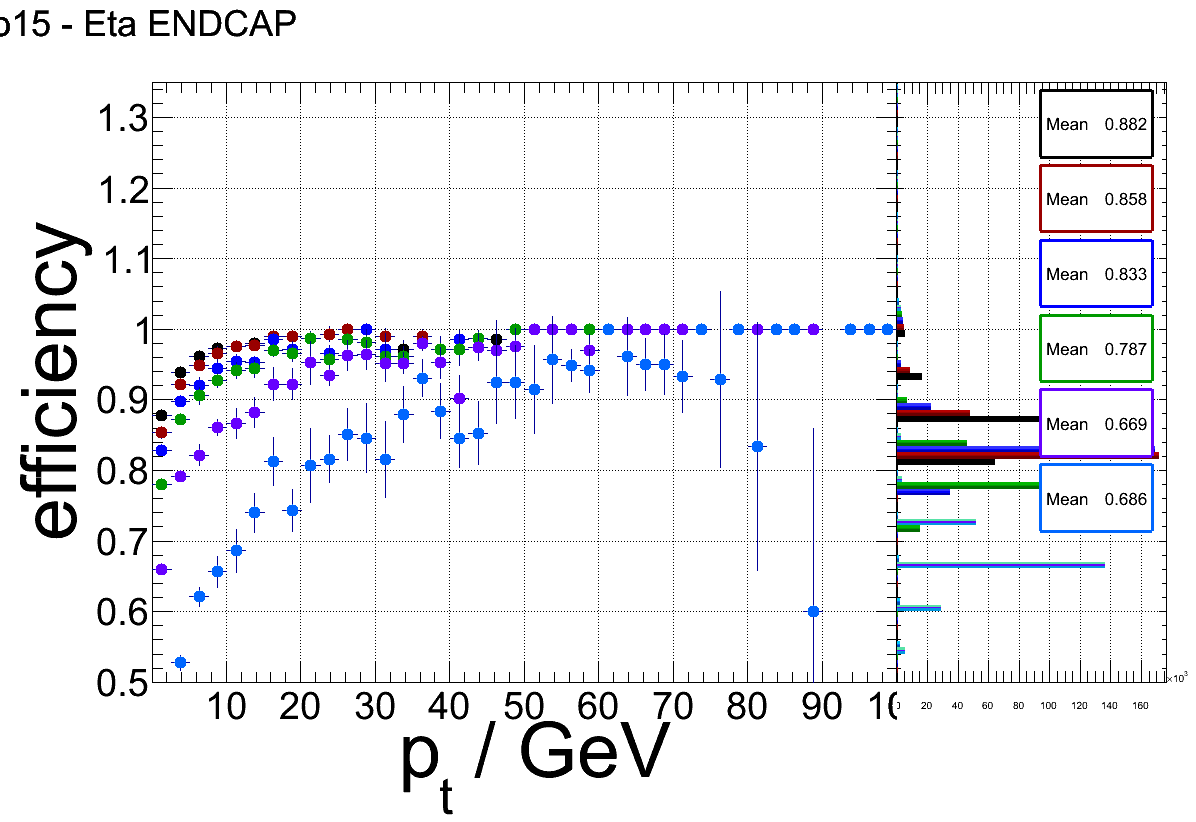 p15 - Eta ENDCAP
efficiency
1.3
1.2
1.1
1
0.9
0.8
0.7
0.6
0.5
10 20 30 40 50 60 70 80 90 10
p t / GeV
Mean 0.882
Mean 0.858
Mean 0.833
Mean 0.787
Mean 0.669
Mean 0.686
20 40 60 80 100 120 140 160
×10³